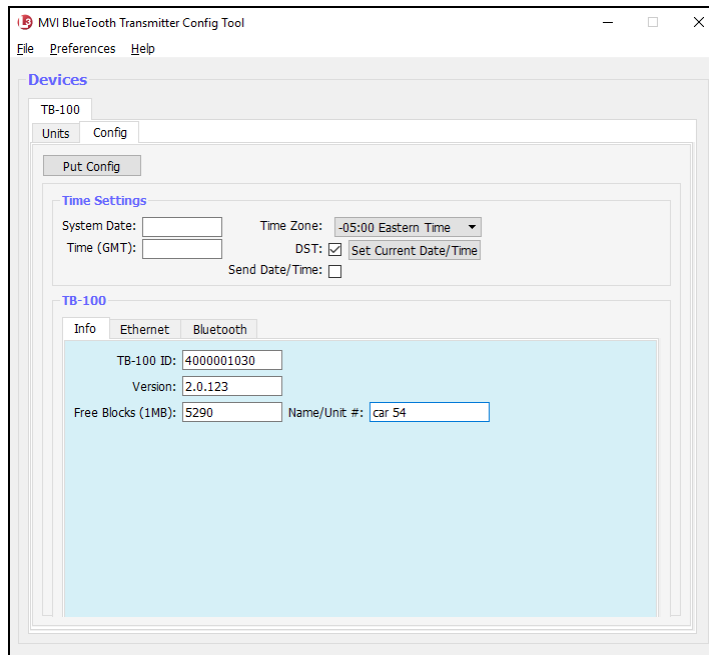 MVI BlueTooth Transmitter Config Tool
File Preferences Help
Devices
TB-100
Units Config
Put Config
Time Settings
System Date: Time Zone: -05:00 Eastern Time
Time (GMT): DST: Set Current Date/Time
Send Date/Time:
TB-100
Info Ethernet Bluetooth
TB-100 ID: 4000001030
Version: 2.0.123
Free Blocks (1MB): 5290 Name/Unit #: car 54